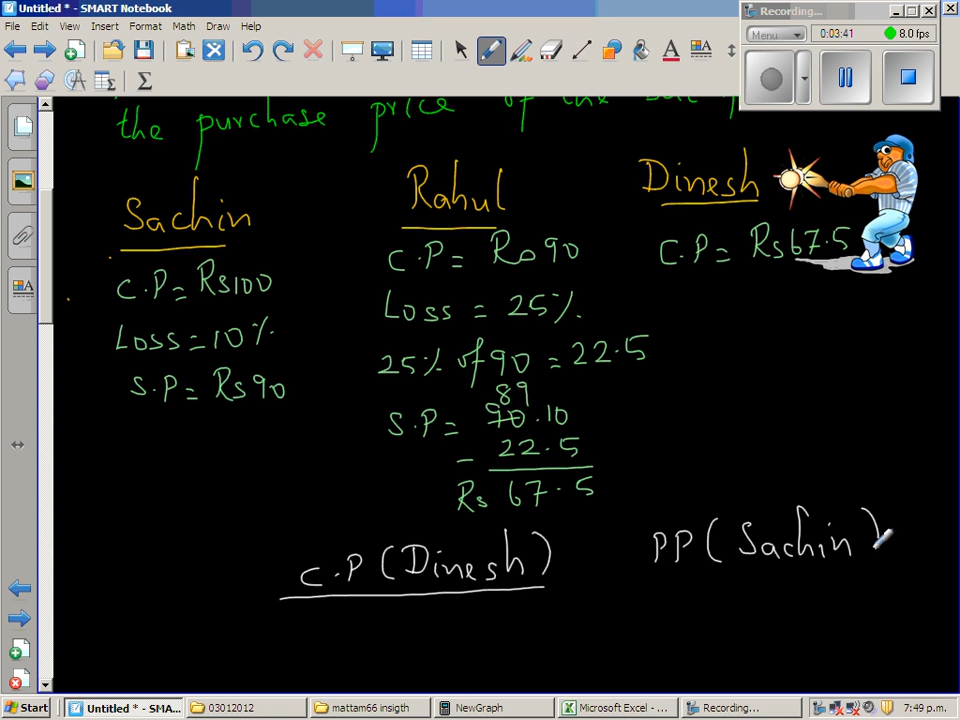 Untitled * - SMART Notebook
File Edit View Insert Format Math Draw Help
Recording...
Menu
0:03:41
8.0 fps
the purchase price of the
Sachin
C.P = Rs100
Loss = 10%
S.P = Rs 90
Rahul
C.P = Rs 90
Loss = 25%.
25% of 90 = 22.5
89
S.P = 90.10
- 22.5
Rs 67.5
Dinesh
C.P = Rs 67.5
C.P (Dinesh)
PP (Sachin)
Start
Untitled * - SMA...
03012012
mattam66 insigth
NewGraph
Microsoft Excel - ...
Recording...
7:49 p.m.